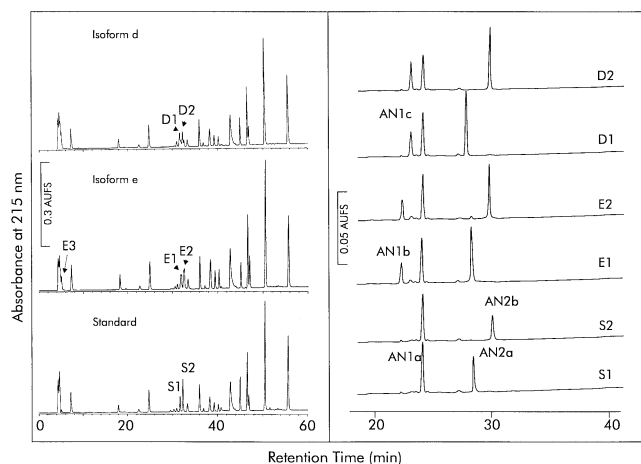 Isoform d
D1
D2
0.3 AUFS
Isoform e
E3
E1
E2
Absorbance at 215 nm
Standard
S1
S2
0
20
40
60
D2
AN1c
D1
0.05 AUFS
E2
AN1b
E1
AN2b
S2
AN1a
AN2a
S1
20
30
40
Retention Time (min)